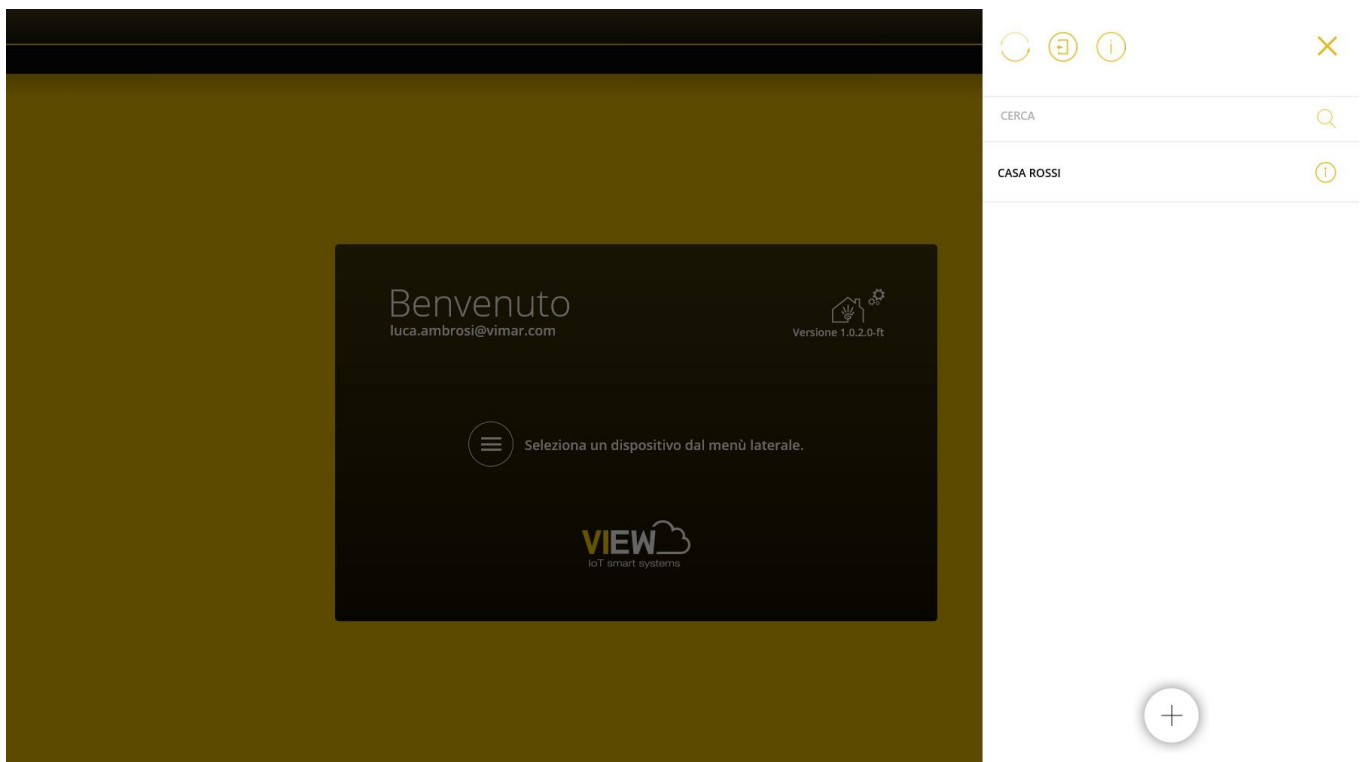 CERCA
CASA ROSSI
Benvenuto
luca.ambrosi@vimar.com
Versione 1.0.2.0-ft
Seleziona un dispositivo dal menù laterale.
VIEW
IoT smart systems